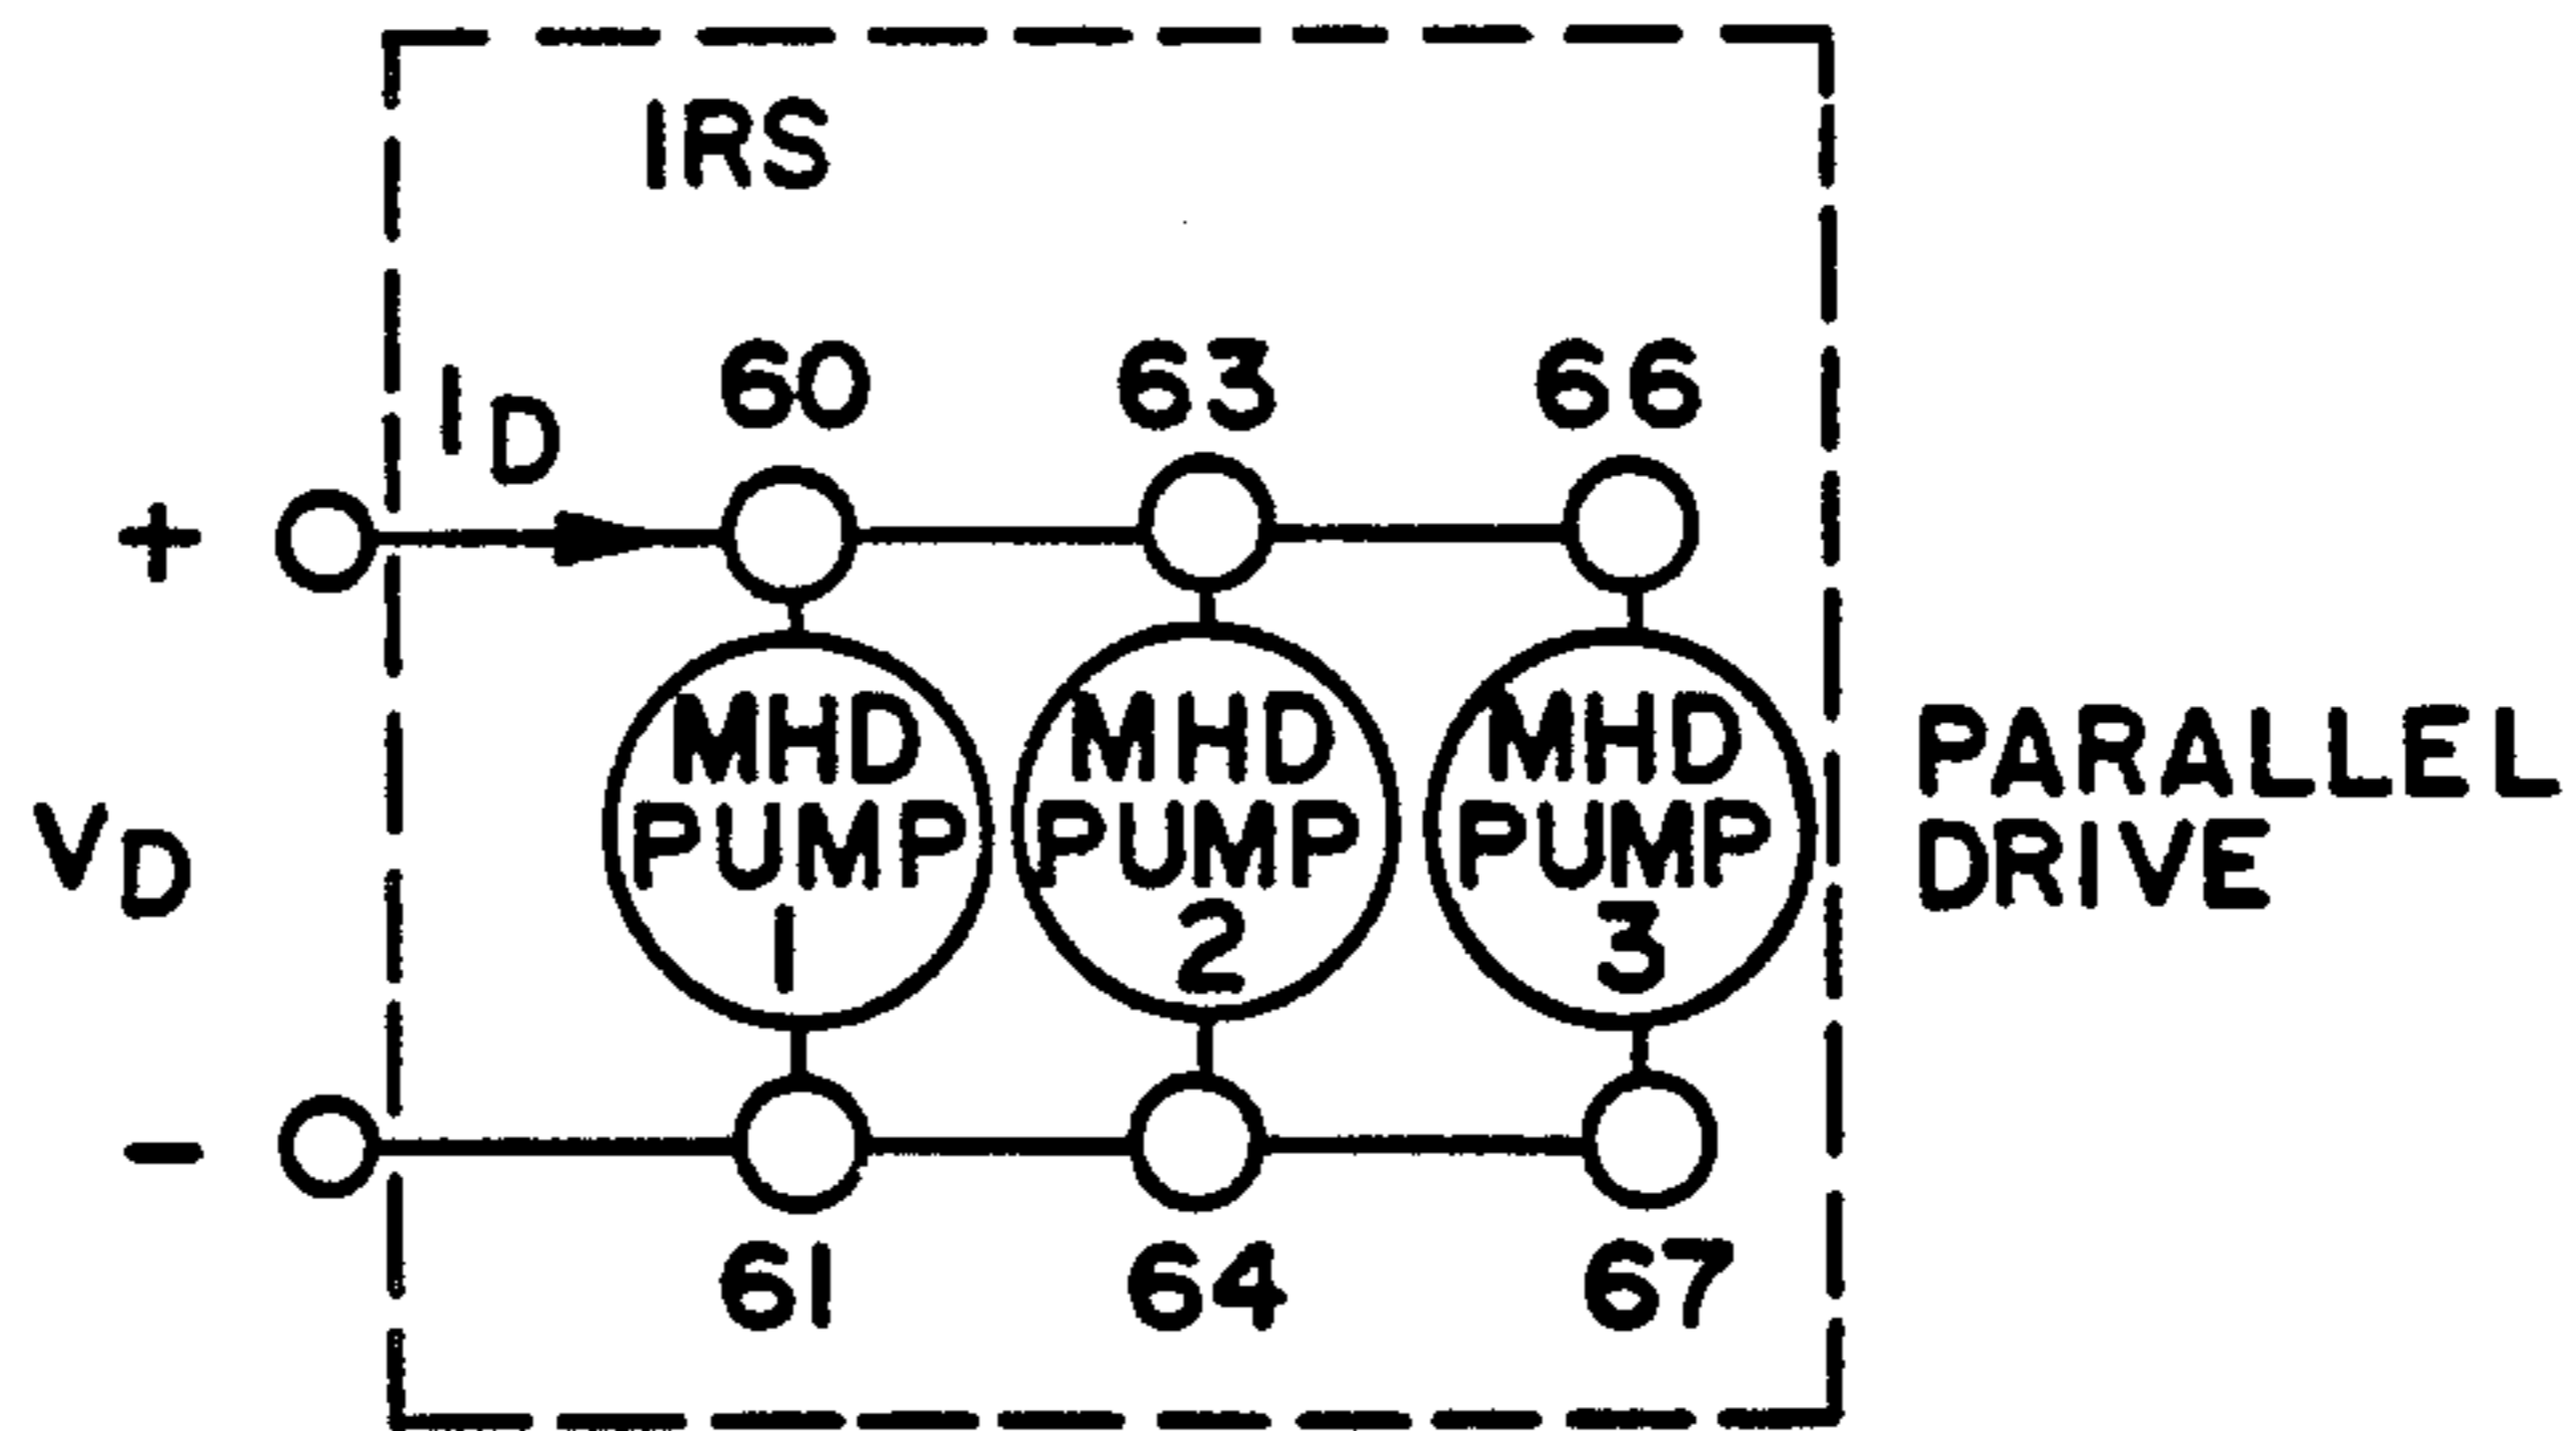 IRS
I D
60 63 66
+
MHD PUMP 1
MHD PUMP 2
MHD PUMP 3
V D
PARALLEL
DRIVE
-
61 64 67